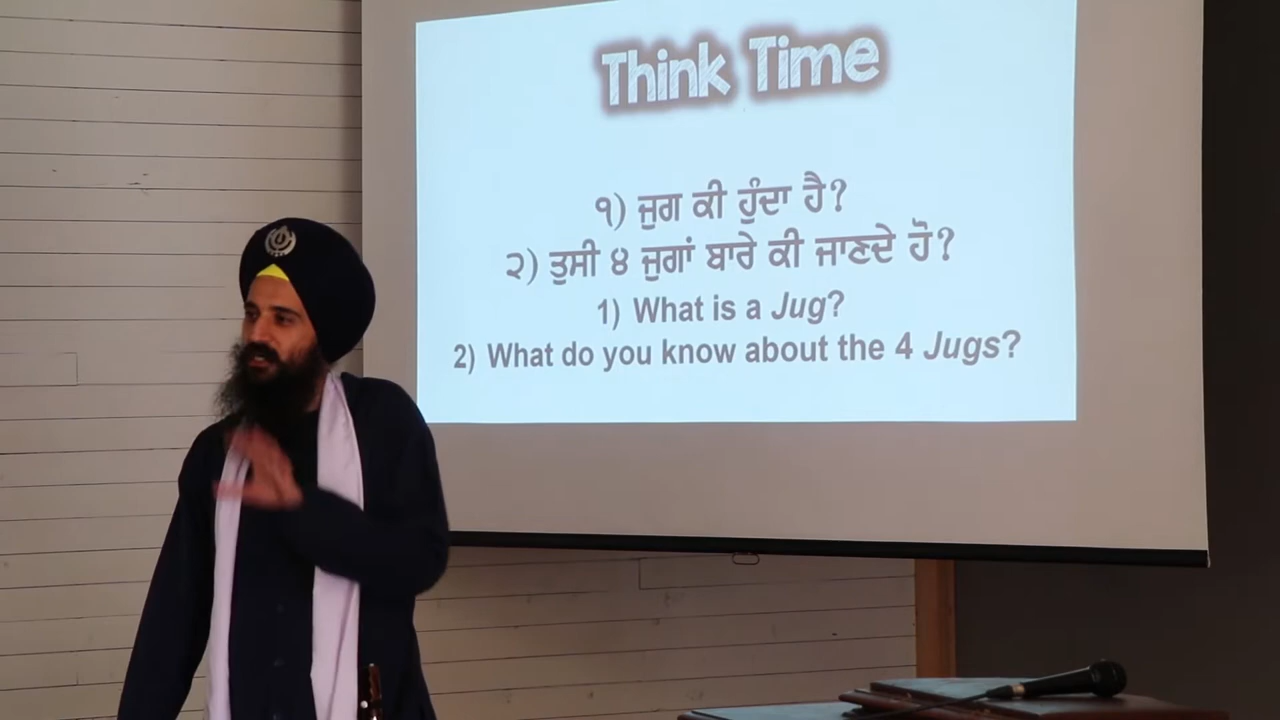 Think Time
੧) ਜੁਗ ਕੀ ਹੁੰਦਾ ਹੈ?
੨) ਤੁਸੀ ੪ ਜੁਗਾਂ ਬਾਰੇ ਕੀ ਜਾਣਦੇ ਹੋ?
1) What is a Jug?
2) What do you know about the 4 Jugs?